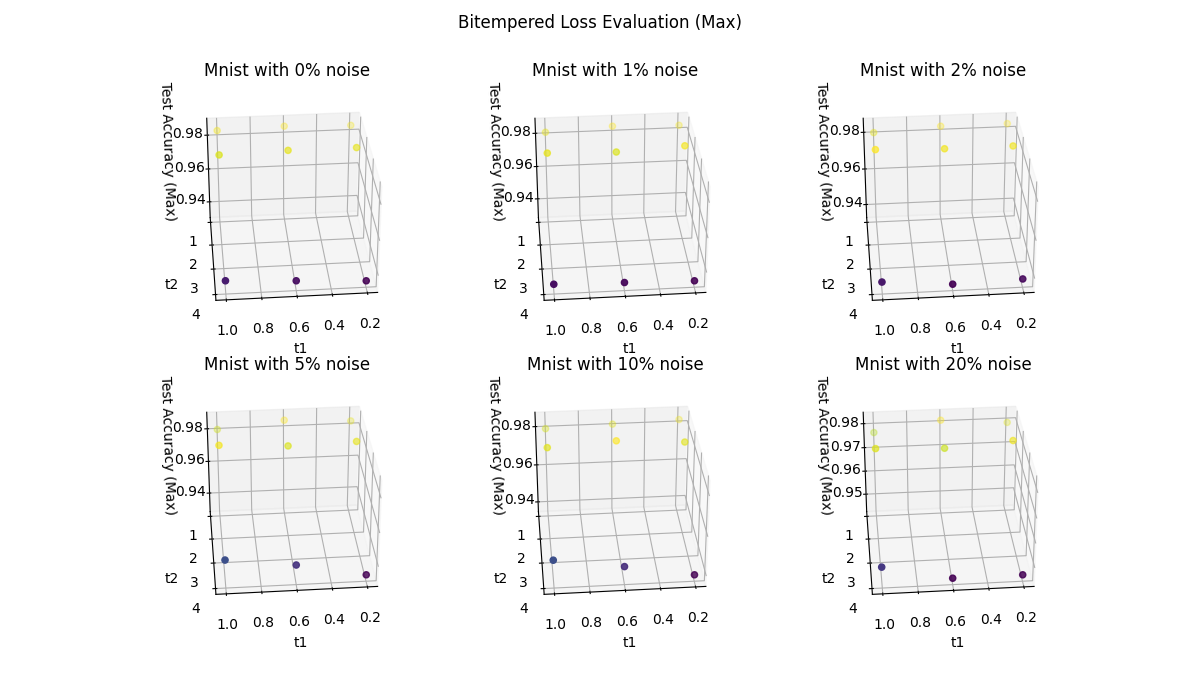 Bitempered Loss Evaluation (Max)
Mnist with 0% noise
Test Accuracy (Max)
0.98
0.96
0.94
1
2
3
4
t2
1.0 0.8 0.6 0.4 0.2
t1
Mnist with 1% noise
Test Accuracy (Max)
0.98
0.96
0.94
1
2
3
4
t2
1.0 0.8 0.6 0.4 0.2
t1
Mnist with 2% noise
Test Accuracy (Max)
0.98
0.96
0.94
1
2
3
4
t2
1.0 0.8 0.6 0.4 0.2
t1
Mnist with 5% noise
Test Accuracy (Max)
0.98
0.96
0.94
1
2
3
4
t2
1.0 0.8 0.6 0.4 0.2
t1
Mnist with 10% noise
Test Accuracy (Max)
0.98
0.96
0.94
1
2
3
4
t2
1.0 0.8 0.6 0.4 0.2
t1
Mnist with 20% noise
Test Accuracy (Max)
0.98
0.97
0.96
0.95
1
2
3
4
t2
1.0 0.8 0.6 0.4 0.2
t1